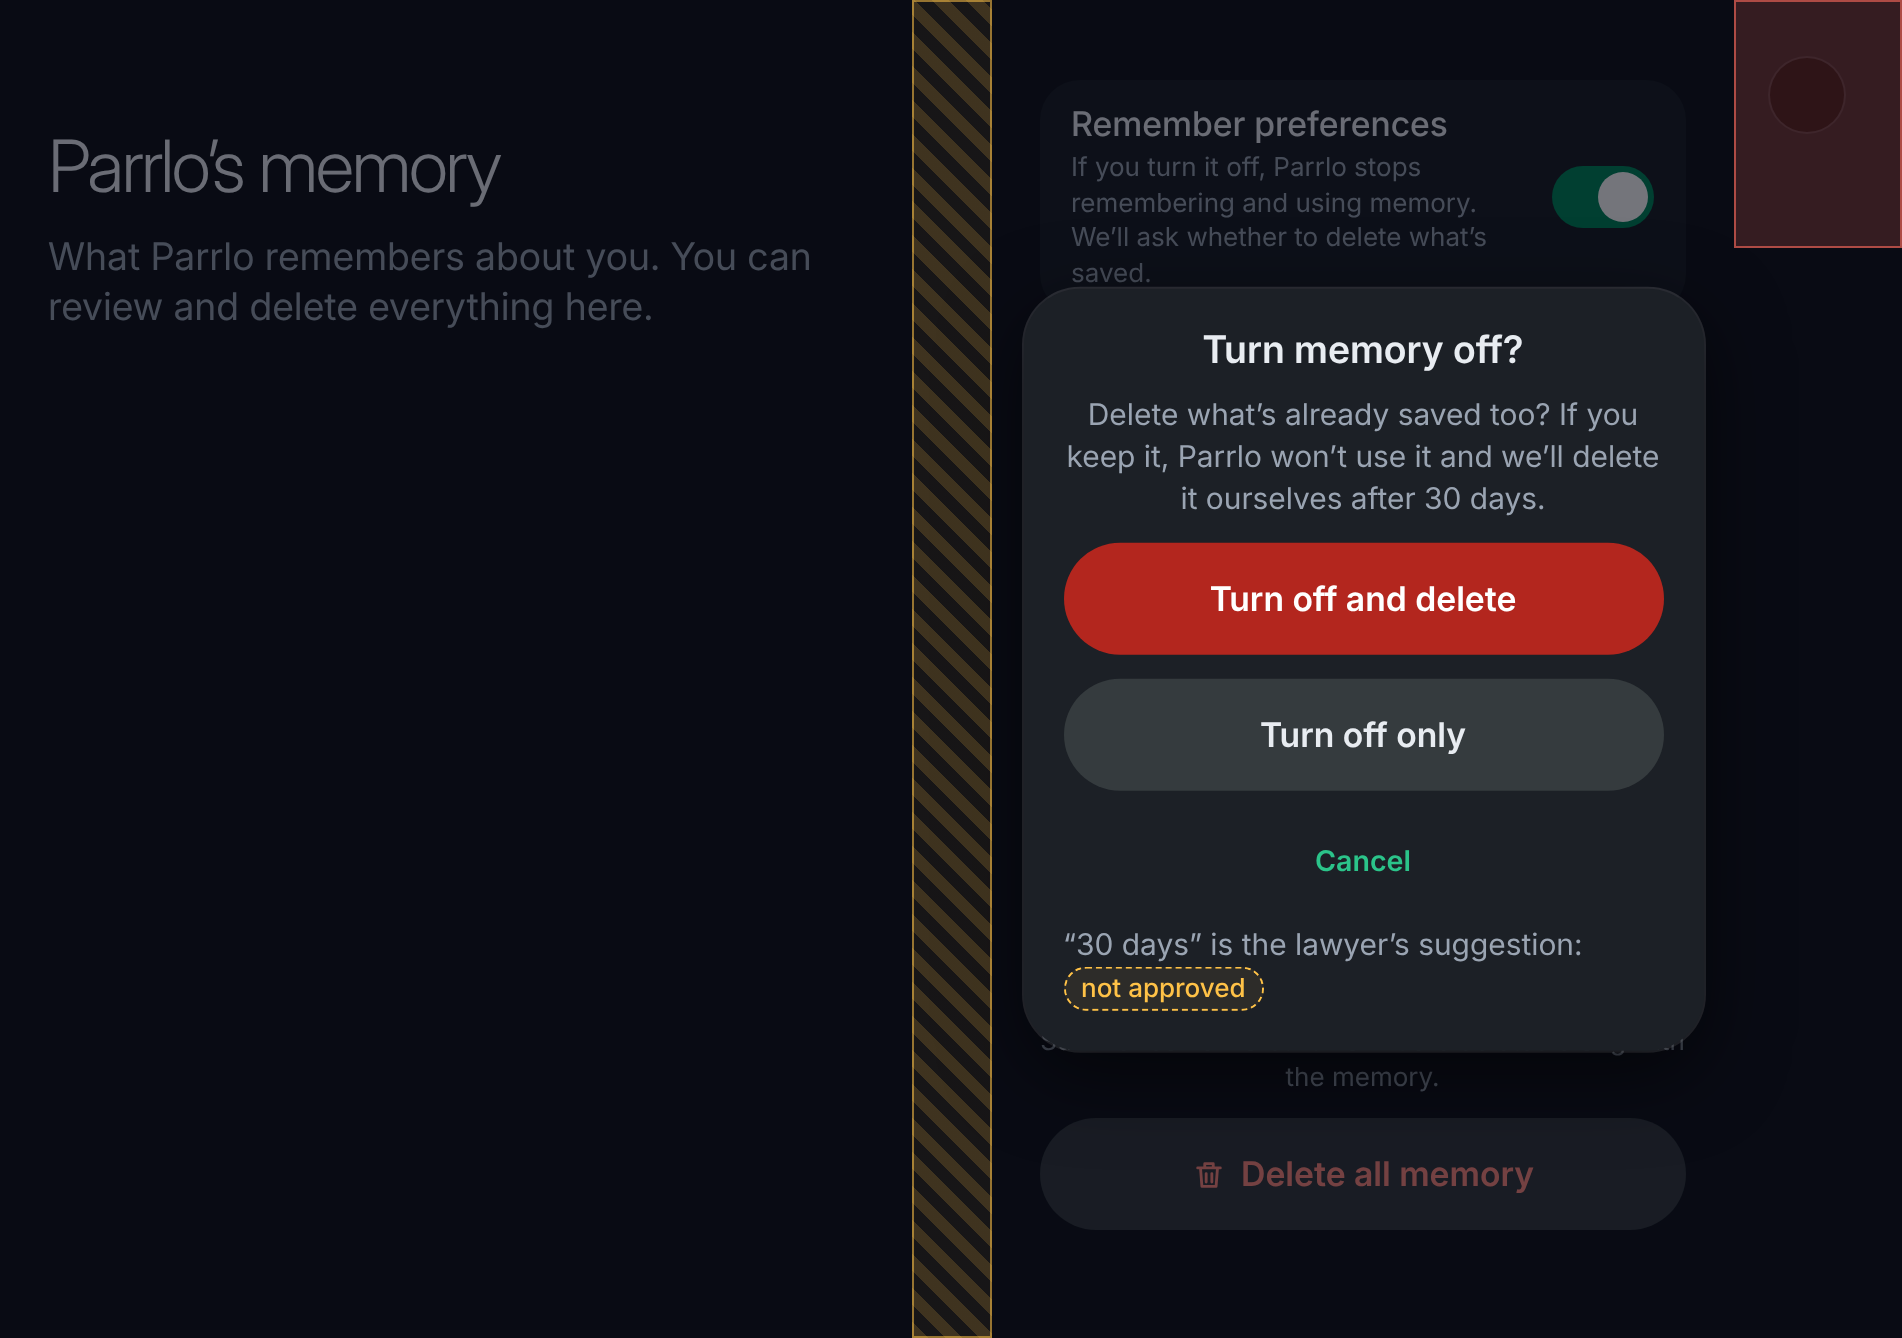 Parrlo’s memory
What Parrlo remembers about you. You can
review and delete everything here.
Remember preferences
If you turn it off, Parrlo stops
remembering and using memory.
We’ll ask whether to delete what’s
saved.
Turn memory off?
Delete what’s already saved too? If you
keep it, Parrlo won’t use it and we’ll delete
it ourselves after 30 days.
Turn off and delete
Turn off only
Cancel
“30 days” is the lawyer’s suggestion:
not approved
the memory.
Delete all memory